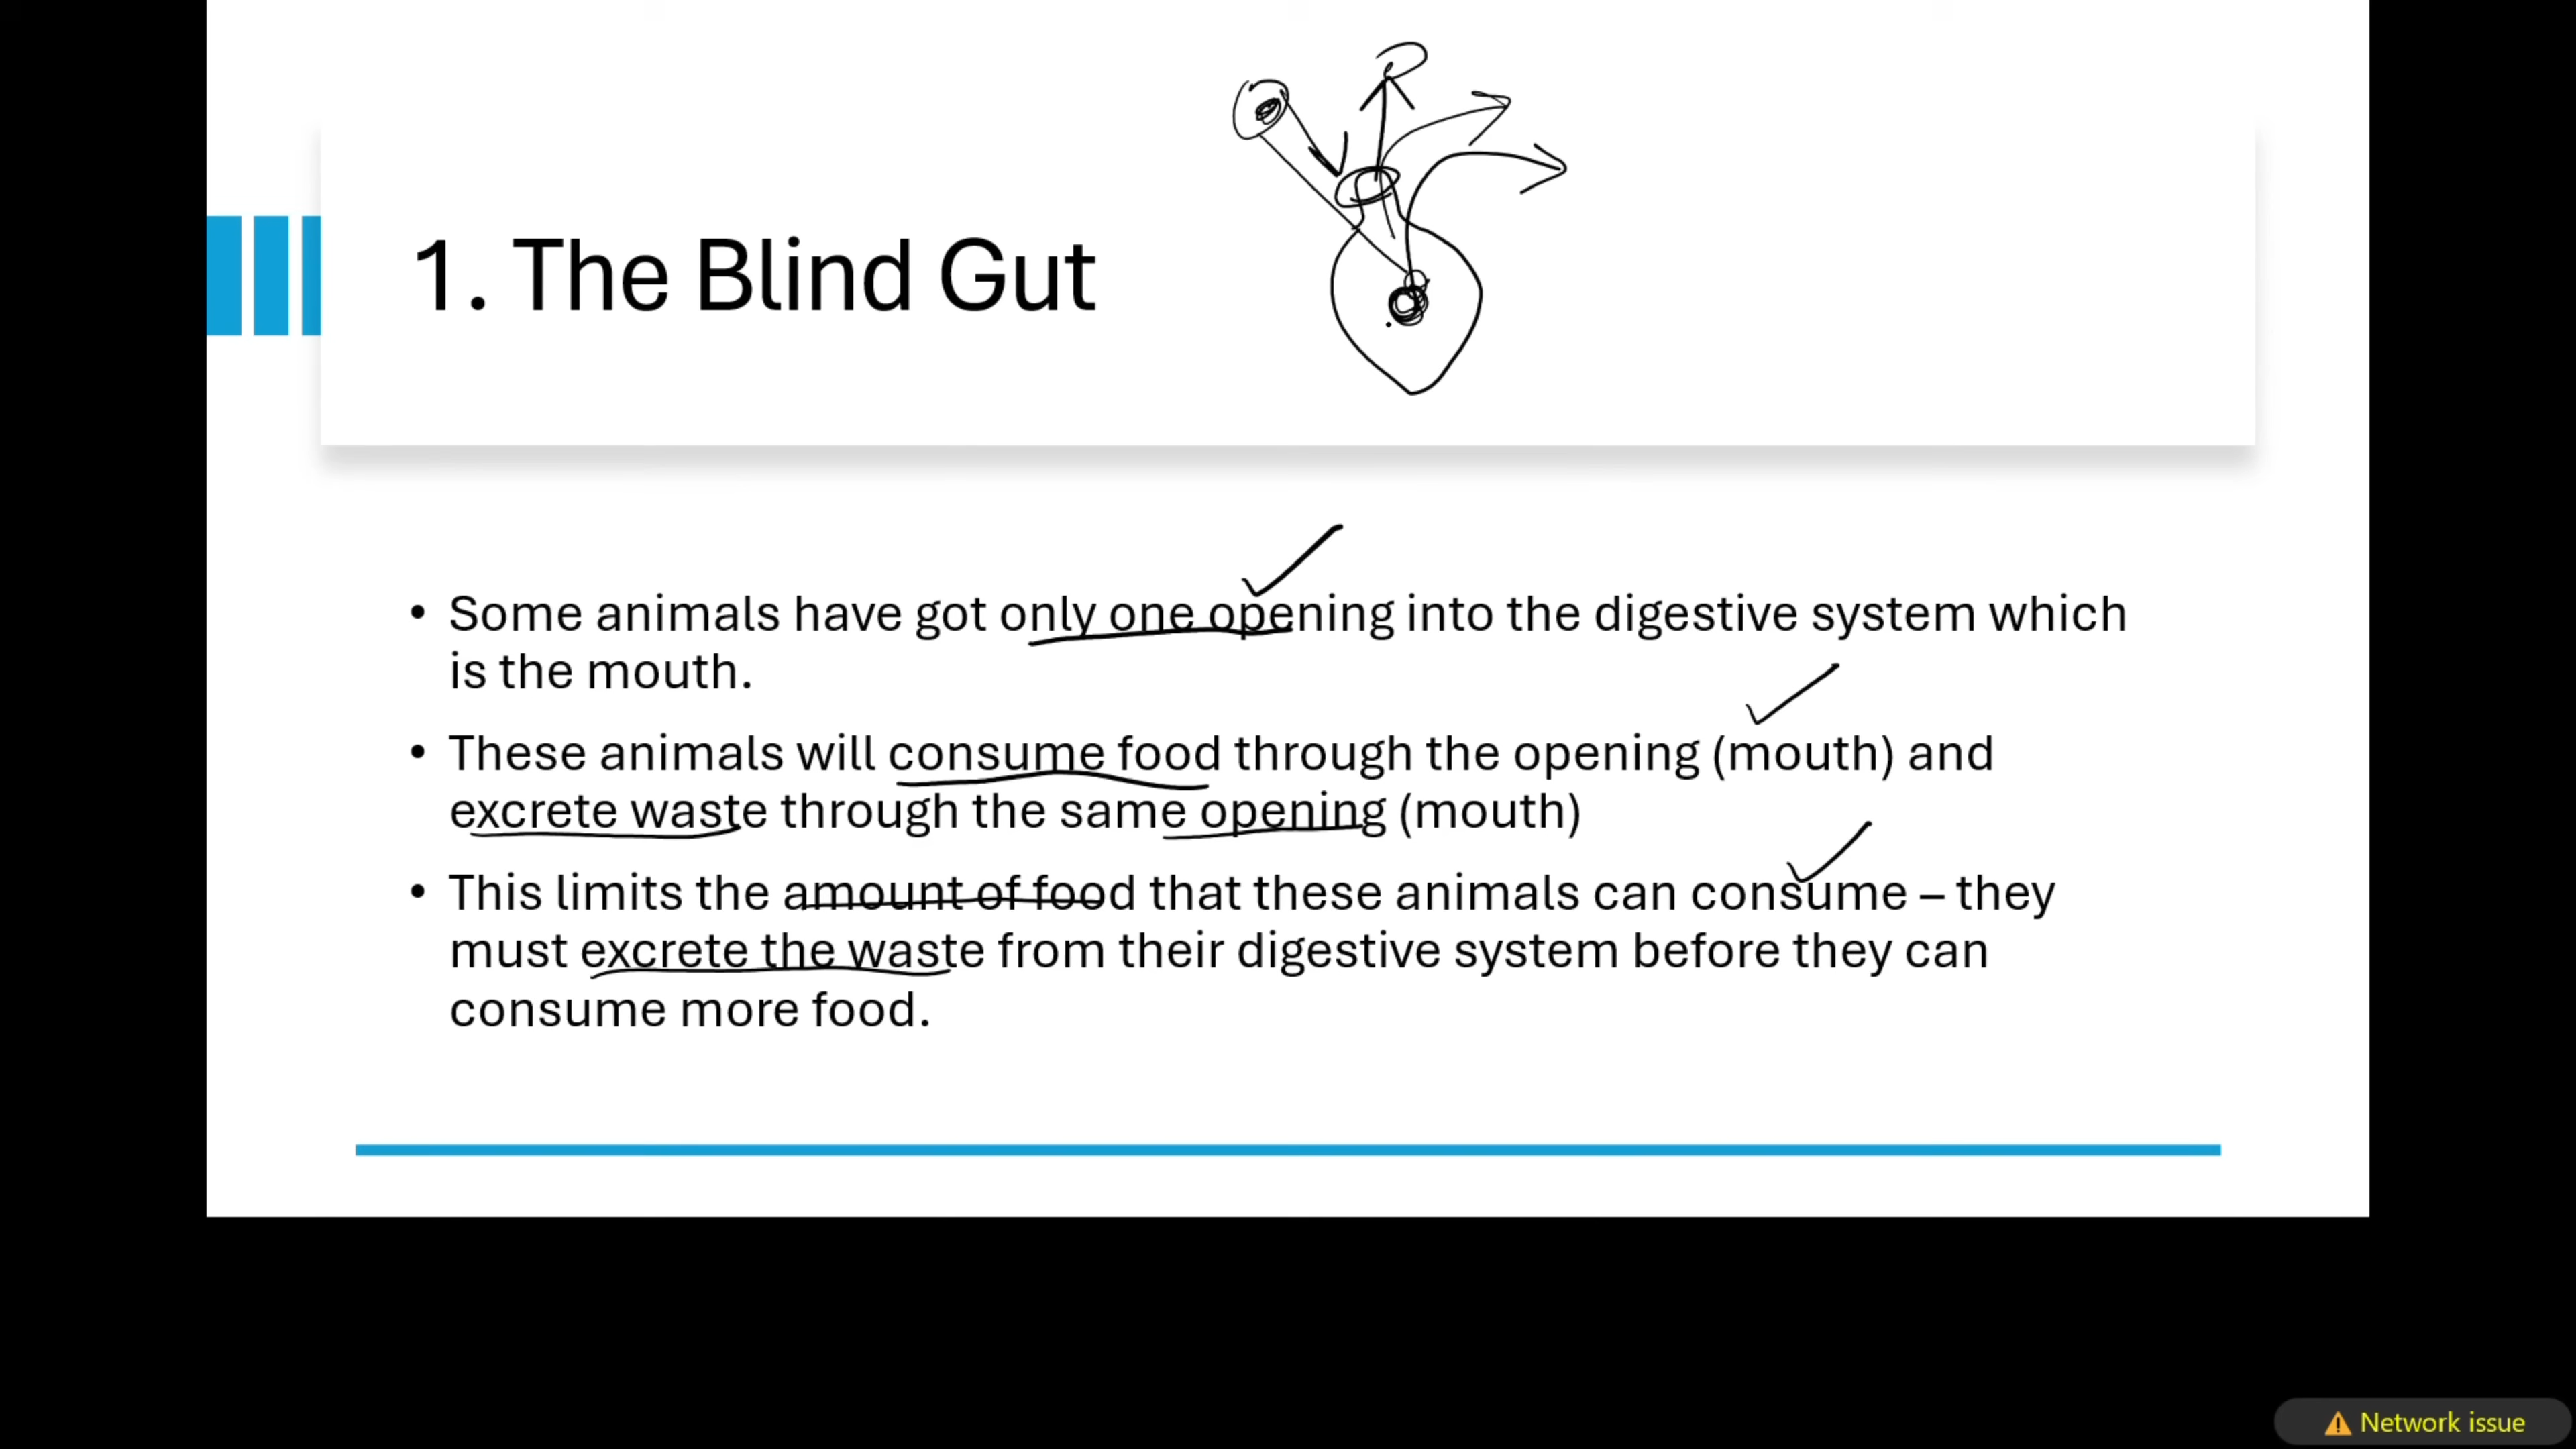 1. The Blind Gut
• Some animals have got only one opening into the digestive system which
is the mouth.
• These animals will consume food through the opening (mouth) and
excrete waste through the same opening (mouth)
• This limits the amount of food that these animals can consume – they
must excrete the waste from their digestive system before they can
consume more food.
Network issue